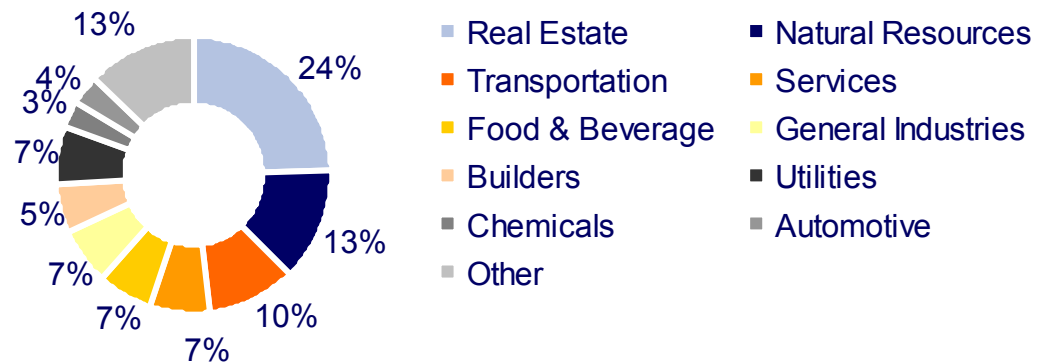 13%
24%
4%
3%
7%
5%
7%
7%
7%
10%
13%
Real Estate
Natural Resources
Transportation
Services
Food & Beverage
General Industries
Builders
Utilities
Chemicals
Automotive
Other